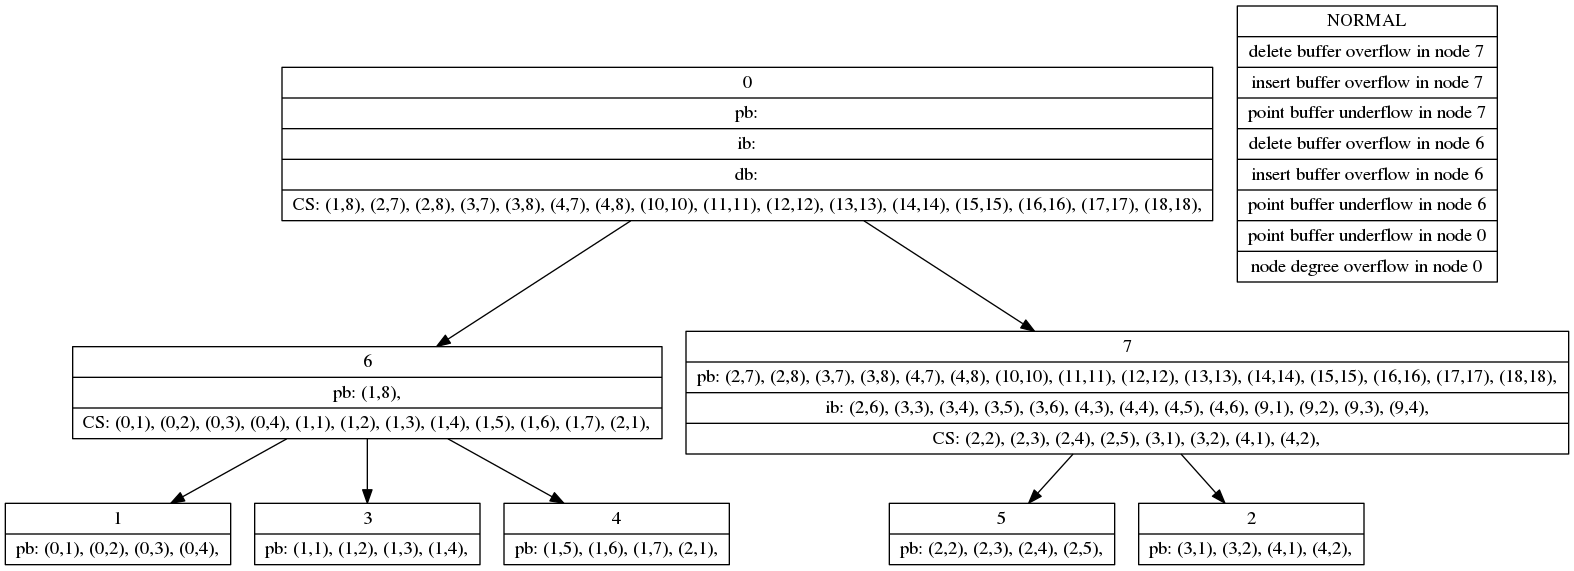 NORMAL
delete buffer overflow in node 7
insert buffer overflow in node 7
point buffer underflow in node 7
delete buffer overflow in node 6
insert buffer overflow in node 6
point buffer underflow in node 6
point buffer underflow in node 0
node degree overflow in node 0
0
pb:
ib:
db:
CS: (1,8), (2,7), (2,8), (3,7), (3,8), (4,7), (4,8), (10,10), (11,11), (12,12), (13,13), (14,14), (15,15), (16,16), (17,17), (18,18),
6
pb: (1,8),
CS: (0,1), (0,2), (0,3), (0,4), (1,1), (1,2), (1,3), (1,4), (1,5), (1,6), (1,7), (2,1),
7
pb: (2,7), (2,8), (3,7), (3,8), (4,7), (4,8), (10,10), (11,11), (12,12), (13,13), (14,14), (15,15), (16,16), (17,17), (18,18),
ib: (2,6), (3,3), (3,4), (3,5), (3,6), (4,3), (4,4), (4,5), (4,6), (9,1), (9,2), (9,3), (9,4),
CS: (2,2), (2,3), (2,4), (2,5), (3,1), (3,2), (4,1), (4,2),
1
pb: (0,1), (0,2), (0,3), (0,4),
3
pb: (1,1), (1,2), (1,3), (1,4),
4
pb: (1,5), (1,6), (1,7), (2,1),
5
pb: (2,2), (2,3), (2,4), (2,5),
2
pb: (3,1), (3,2), (4,1), (4,2),